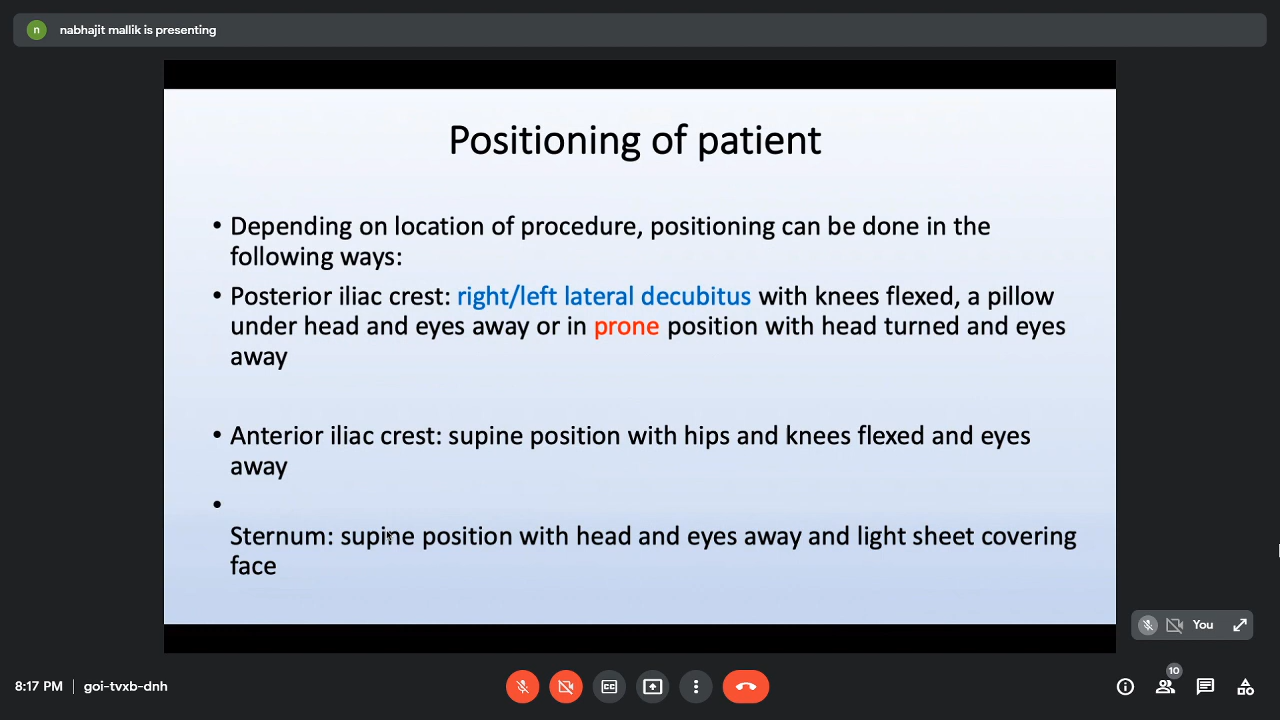 n nabhajit mallik is presenting
Positioning of patient
• Depending on location of procedure, positioning can be done in the
following ways:
• Posterior iliac crest: right/left lateral decubitus with knees flexed, a pillow
under head and eyes away or in prone position with head turned and eyes
away
• Anterior iliac crest: supine position with hips and knees flexed and eyes
away
•
Sternum: supine position with head and eyes away and light sheet covering
face
You
8:17 PM | goi-tvxb-dnh
CC
10